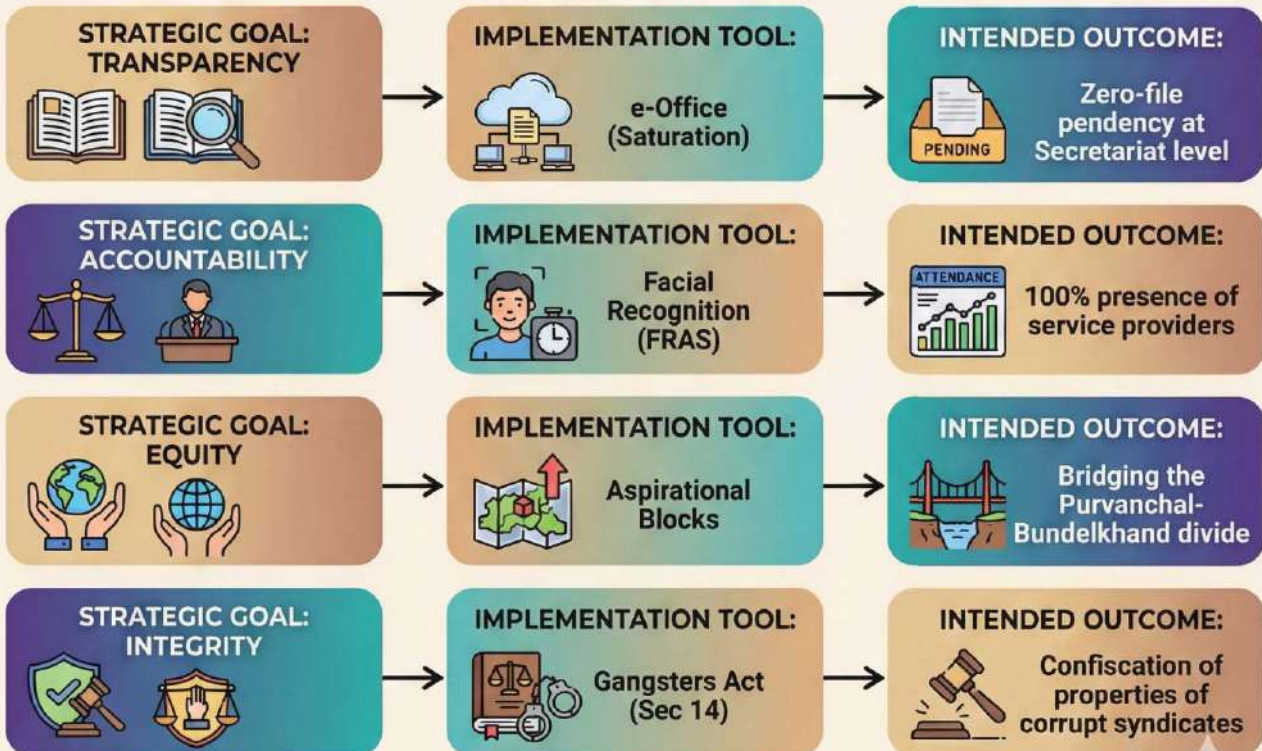 STRATEGIC GOAL:
TRANSPARENCY
IMPLEMENTATION TOOL:
e-Office
(Saturation)
INTENDED OUTCOME:
PENDING
Zero-file
pendency at
Secretariat level
STRATEGIC GOAL:
ACCOUNTABILITY
IMPLEMENTATION TOOL:
Facial
Recognition
(FRAS)
INTENDED OUTCOME:
ATTENDANCE
100% presence of
service providers
STRATEGIC GOAL:
EQUITY
IMPLEMENTATION TOOL:
Aspirational
Blocks
INTENDED OUTCOME:
Bridging the
Purvanchal-
Bundelkhand divide
STRATEGIC GOAL:
INTEGRITY
IMPLEMENTATION TOOL:
Gangsters Act
(Sec 14)
INTENDED OUTCOME:
Confiscation of
properties of
corrupt syndicates